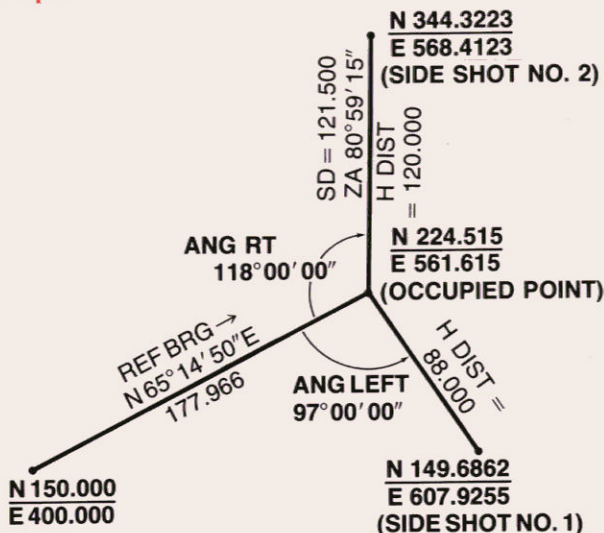 N 344.3223
E 568.4123
(SIDE SHOT NO. 2)
SD = 121.500
ZA 80°59′15″
H DIST
= 120.000
ANG RT
118°00′00″
N 224.515
E 561.615
(OCCUPIED POINT)
REF BRG →
N 65°14′50″E
177.966
ANG LEFT
97°00′00″
H DIST =
88.000
N 150.000
E 400.000
N 149.6862
E 607.9255
(SIDE SHOT NO. 1)